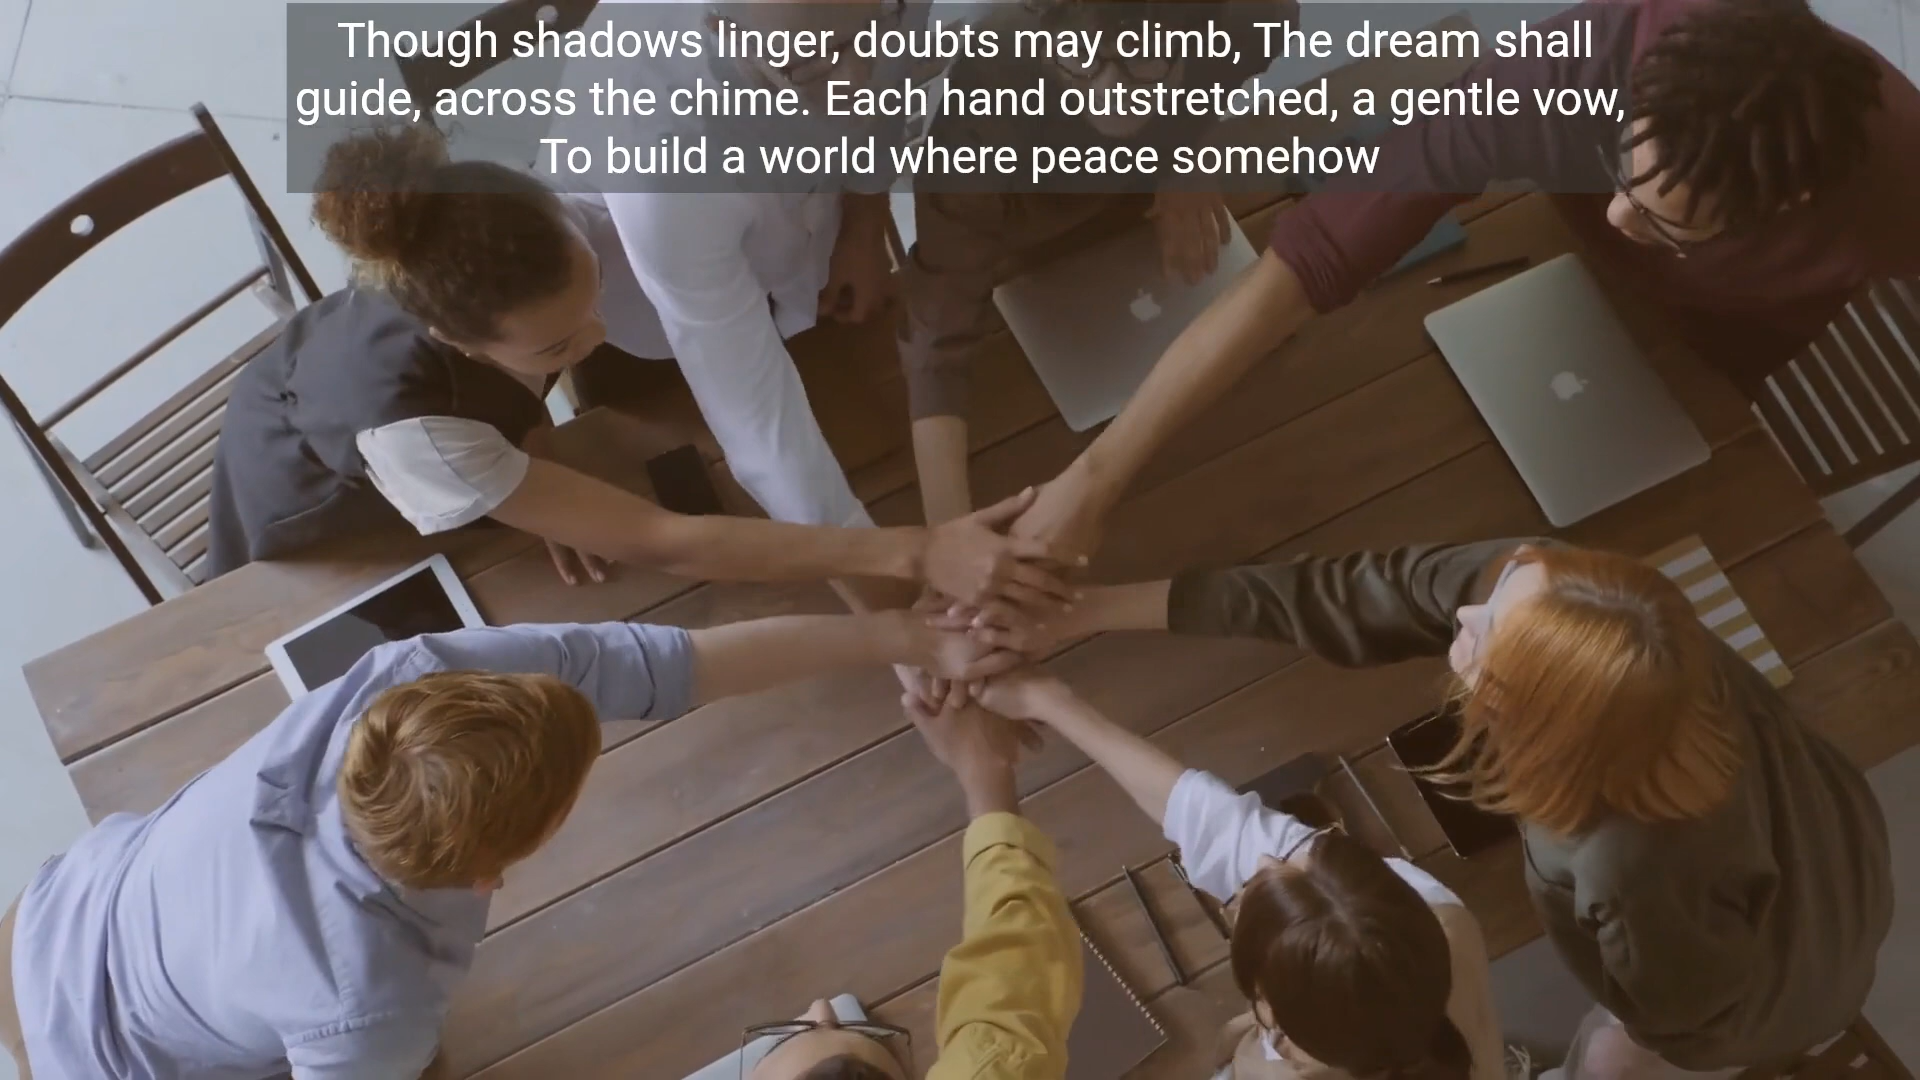 Though shadows linger, doubts may climb, The dream shall
guide, across the chime. Each hand outstretched, a gentle vow,
To build a world where peace somehow